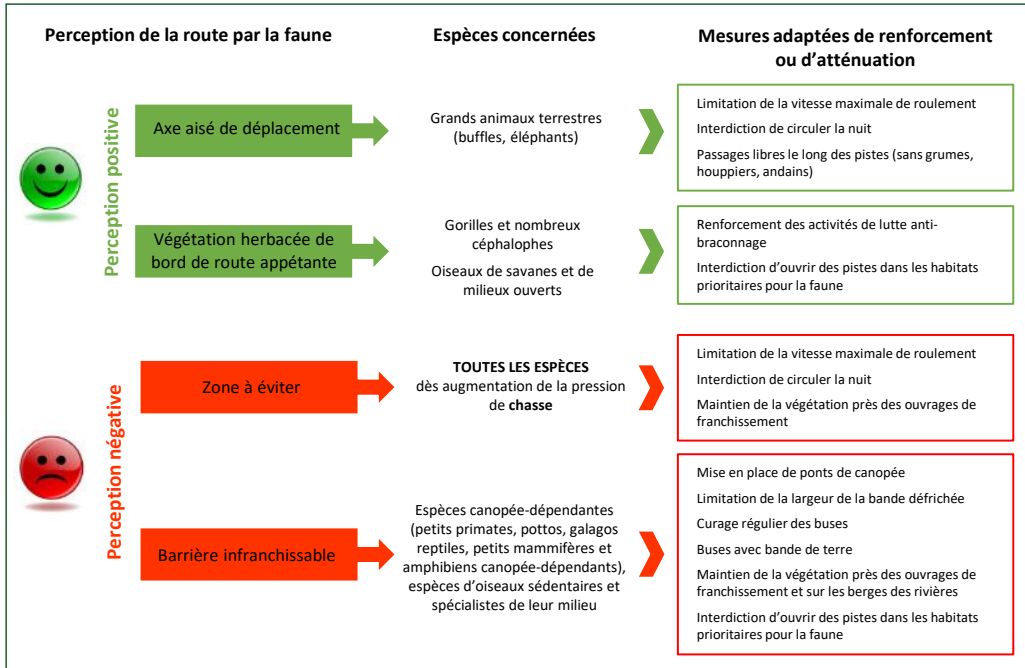 Perception de la route par la faune
Espèces concernées
Mesures adaptées de renforcement
ou d'atténuation
Perception positive
Axe aisé de déplacement
Grands animaux terrestres
(buffles, éléphants)
Limitation de la vitesse maximale de roulement
Interdiction de circuler la nuit
Passages libres le long des pistes (sans grumes,
houppiers, andains)
Végétation herbacée de
bord de route appétante
Gorilles et nombreux
céphalophes
Oiseaux de savanes et de
milieux ouverts
Renforcement des activités de lutte anti-
braconnage
Interdiction d'ouvrir des pistes dans les habitats
prioritaires pour la faune
Perception négative
Zone à éviter
TOUTES LES ESPÈCES
dès augmentation de la pression
de chasse
Limitation de la vitesse maximale de roulement
Interdiction de circuler la nuit
Maintien de la végétation près des ouvrages de
franchissement
Barrière infranchissable
Espèces canopée-dépendantes
(petits primates, pottos, galagos
reptiles, petits mammifères et
amphibiens canopée-dépendants),
espèces d'oiseaux sédentaires et
spécialistes de leur milieu
Mise en place de ponts de canopée
Limitation de la largeur de la bande défrichée
Curage régulier des buses
Buses avec bande de terre
Maintien de la végétation près des ouvrages de
franchissement et sur les berges des rivières
Interdiction d'ouvrir des pistes dans les habitats
prioritaires pour la faune